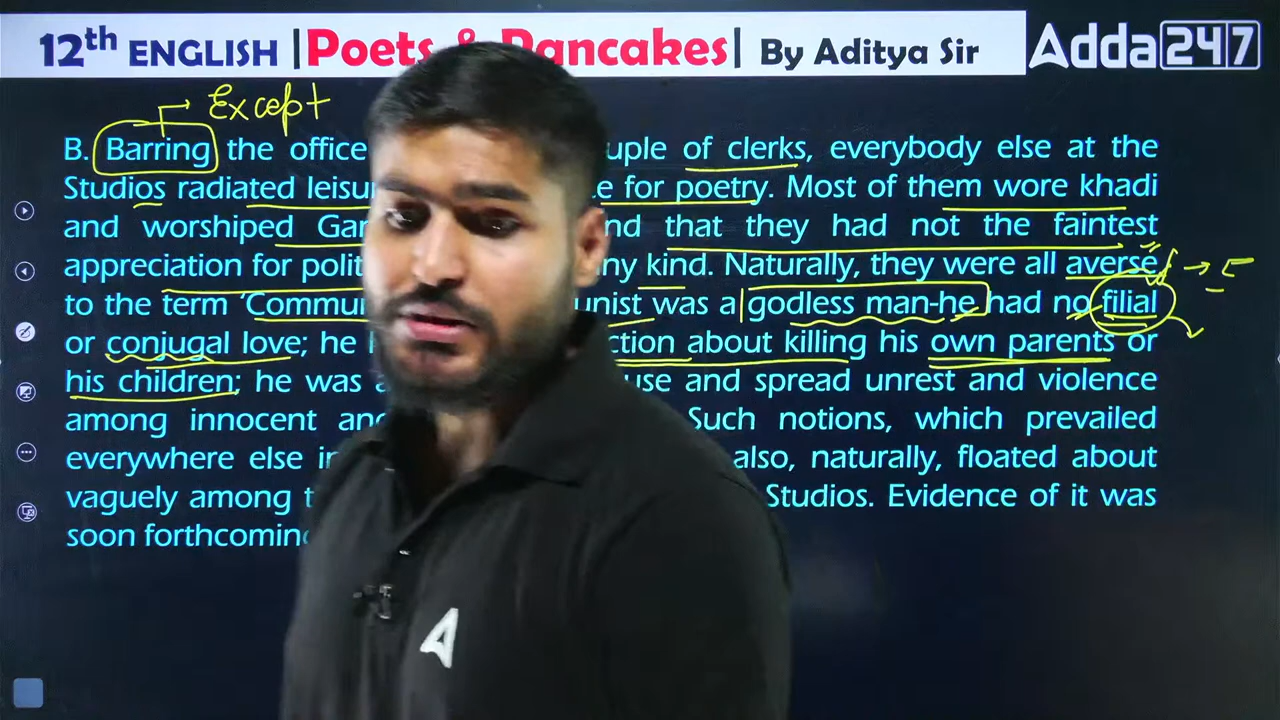 12th ENGLISH |Poets & Pancakes| By Aditya Sir Adda247
Except
B. Barring the office uple of clerks, everybody else at the
Studios radiated leisu e for poetry. Most of them wore khadi
and worshiped Gan nd that they had not the faintest
appreciation for polit ny kind. Naturally, they were all averse
to the term ‘Commu nist was a godless man-he had no filial
or conjugal love; he ction about killing his own parents or
his children; he was a use and spread unrest and violence
among innocent an Such notions, which prevailed
everywhere else i also, naturally, floated about
vaguely among t Studios. Evidence of it was
soon forthcoming